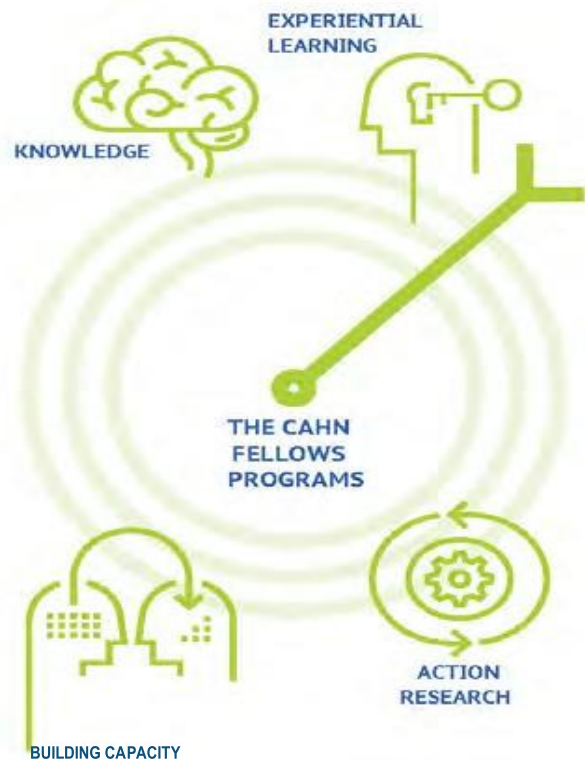 EXPERIENTIAL
LEARNING
KNOWLEDGE
THE CAHN
FELLOWS
PROGRAMS
ACTION
RESEARCH
BUILDING CAPACITY